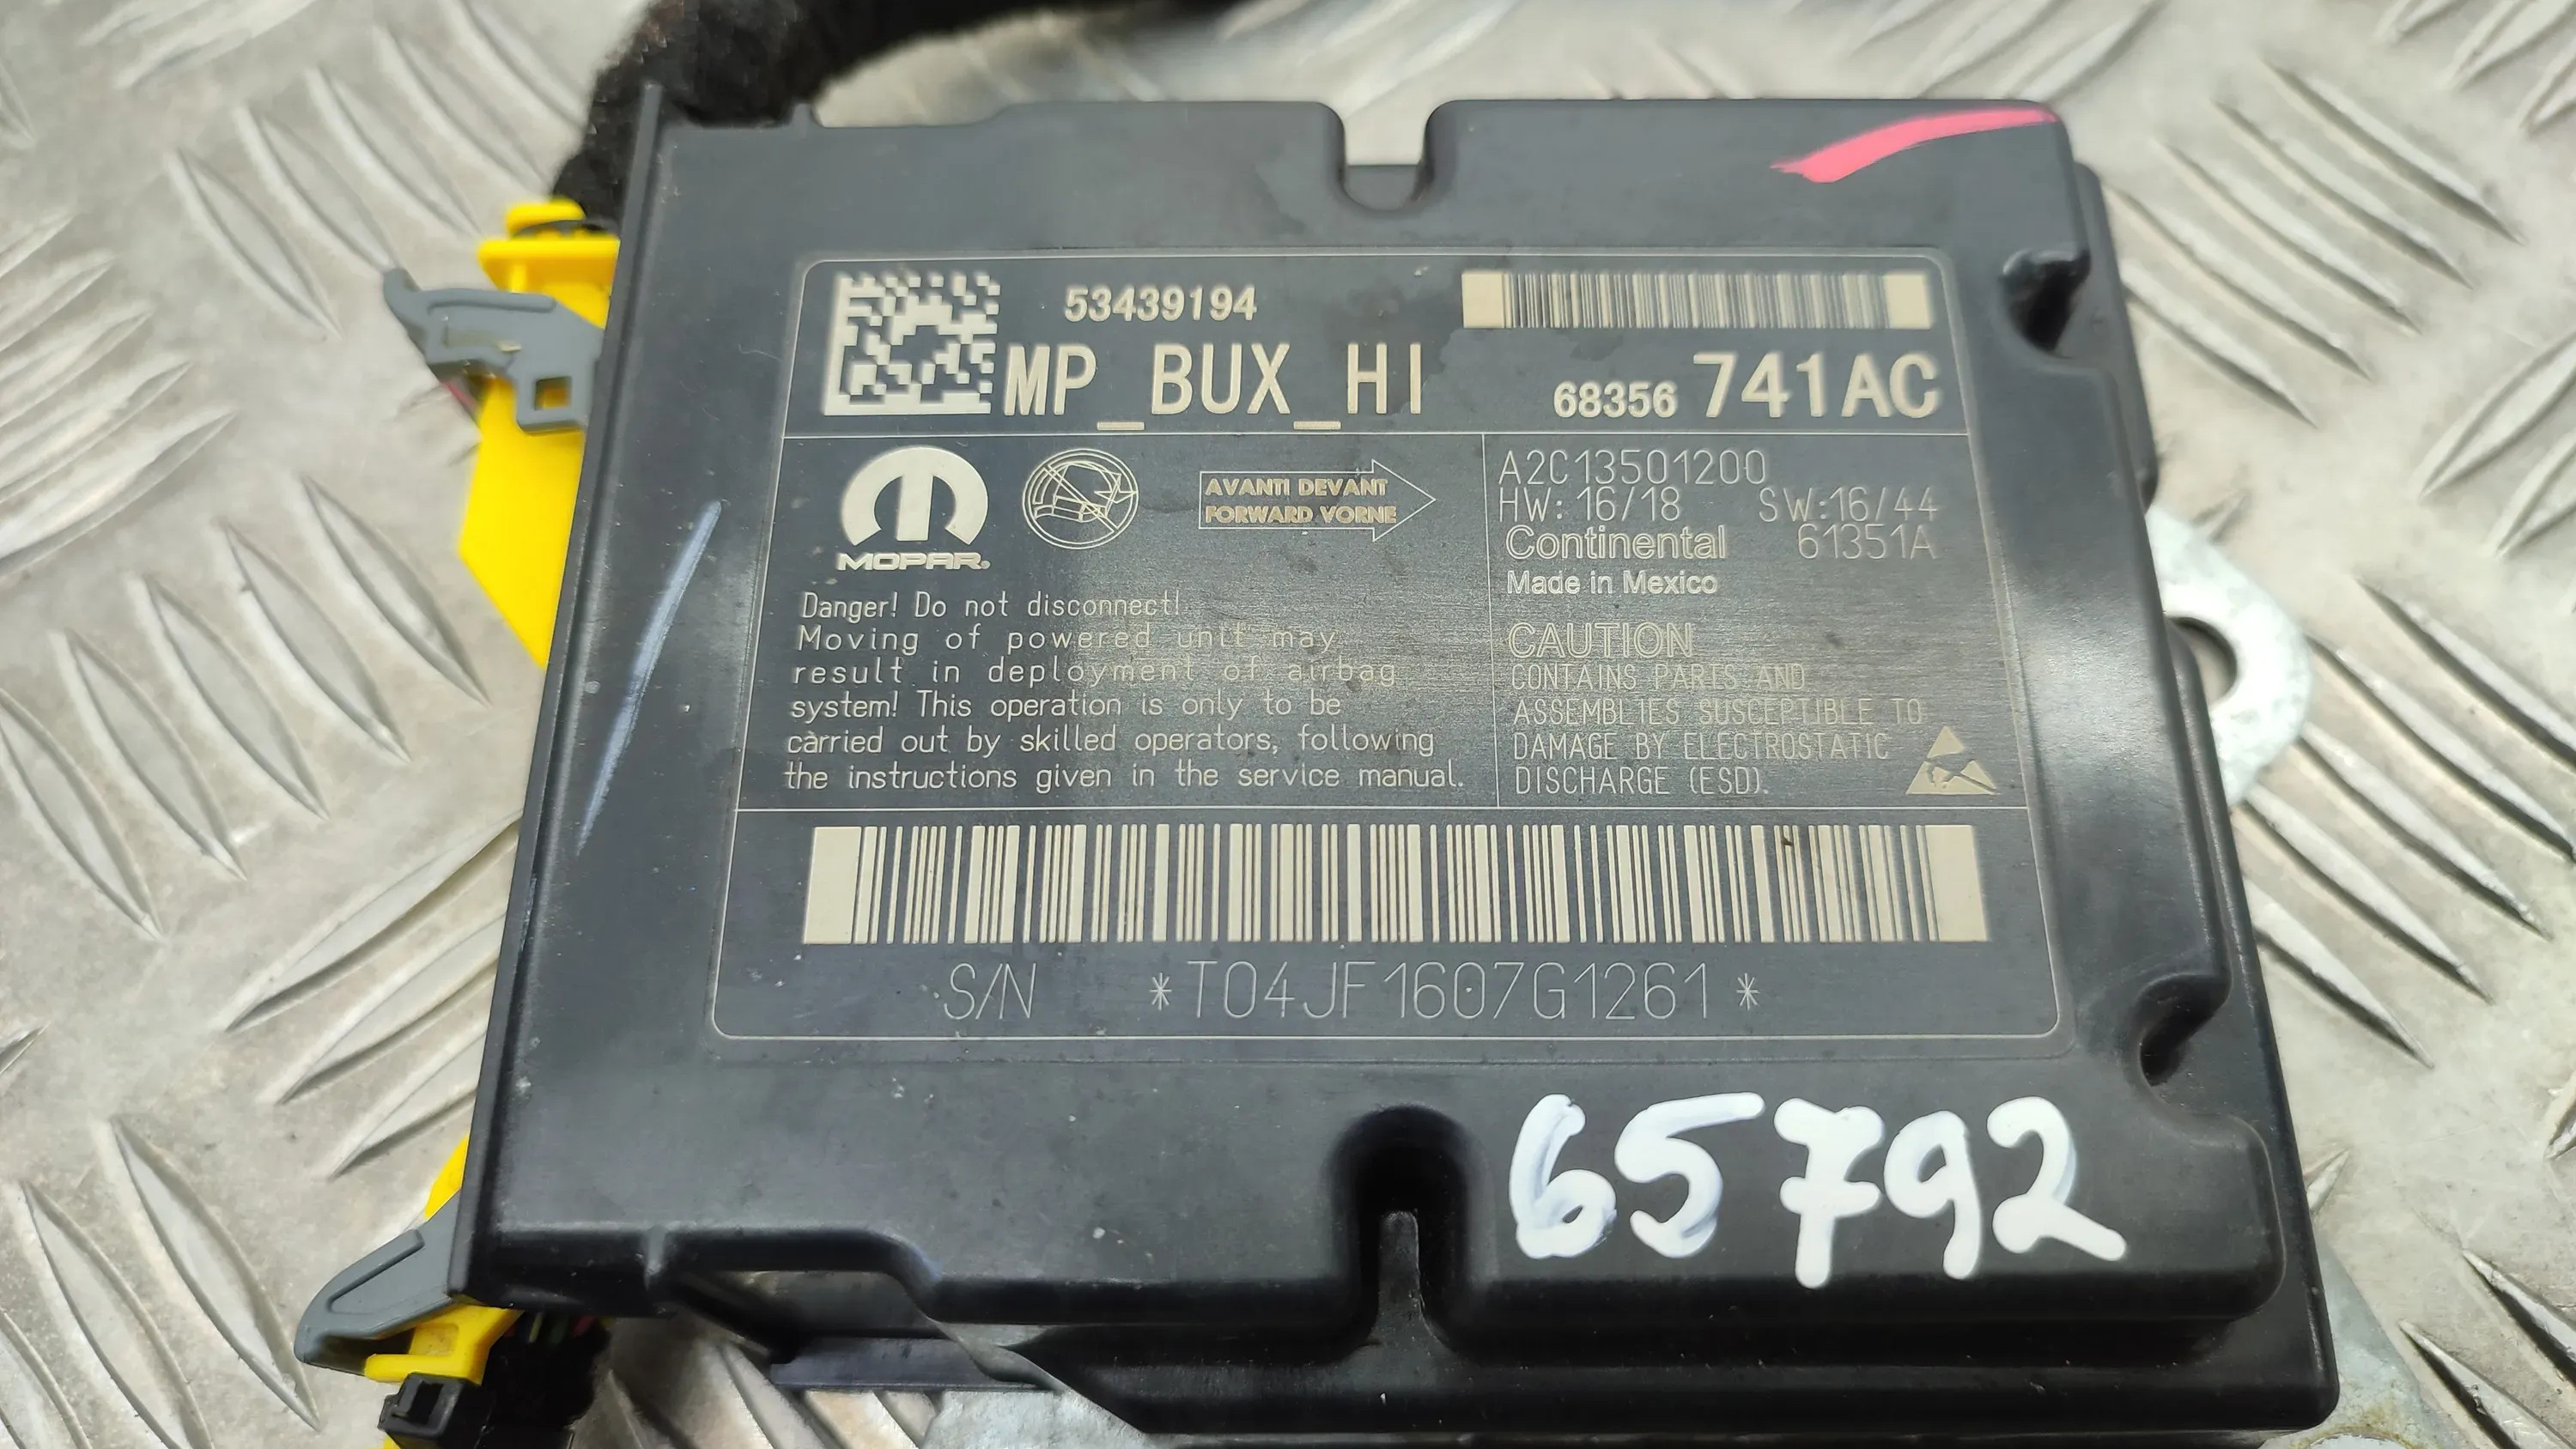 53439194
MP_BUX_HI
68356 741AC
MOPAR®
AVANTI DEVANT
FORWARD VORNE
A2C13501200
HW: 16/18 SW:16/44
Continental 61351A
Made in Mexico
Danger! Do not disconnect!
Moving of powered unit may
result in deployment of airbag
system! This operation is only to be
carried out by skilled operators, following
the instructions given in the service manual.
CAUTION
CONTAINS PARTS AND
ASSEMBLIES SUSCEPTIBLE TO
DAMAGE BY ELECTROSTATIC
DISCHARGE (ESD).
S/N *T04JF1607G1261*
65792